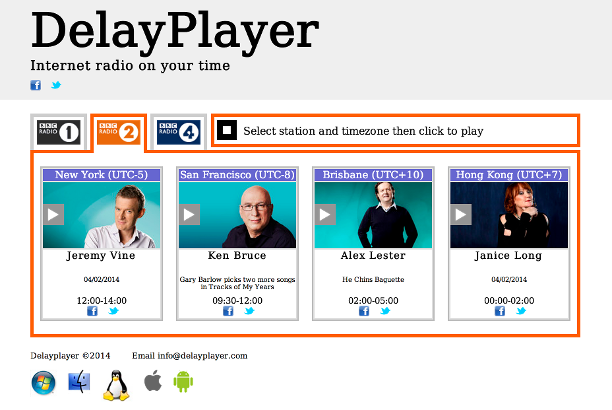 DelayPlayer
Internet radio on your time
BBC RADIO 1
BBC RADIO 2
BBC RADIO 4
Select station and timezone then click to play
New York (UTC-5)
Jeremy Vine
04/02/2014
12:00-14:00
San Francisco (UTC-8)
Ken Bruce
Gary Barlow picks two more songs
in Tracks of My Years
09:30-12:00
Brisbane (UTC+10)
Alex Lester
He Chins Baguette
02:00-05:00
Hong Kong (UTC+7)
Janice Long
04/02/2014
00:00-02:00
Delayplayer ©2014 Email info@delayplayer.com